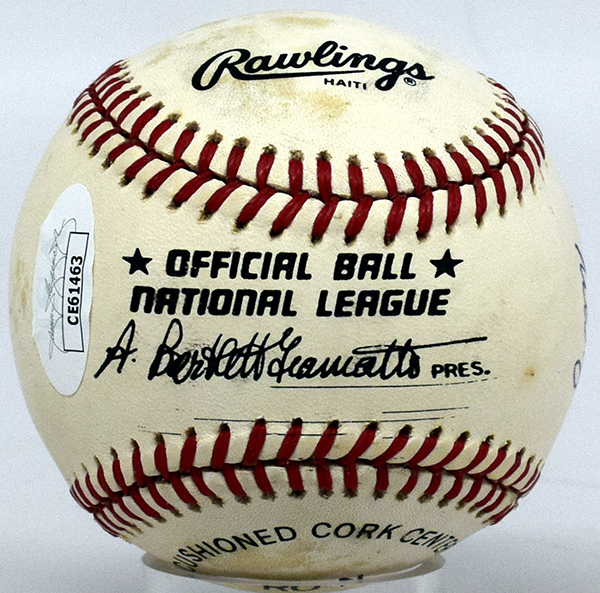 Rawlings®
HAITI
★ OFFICIAL BALL ★
NATIONAL LEAGUE
A. Bartlett Giamatti PRES.
CE61463
CUSHIONED CORK CENTER